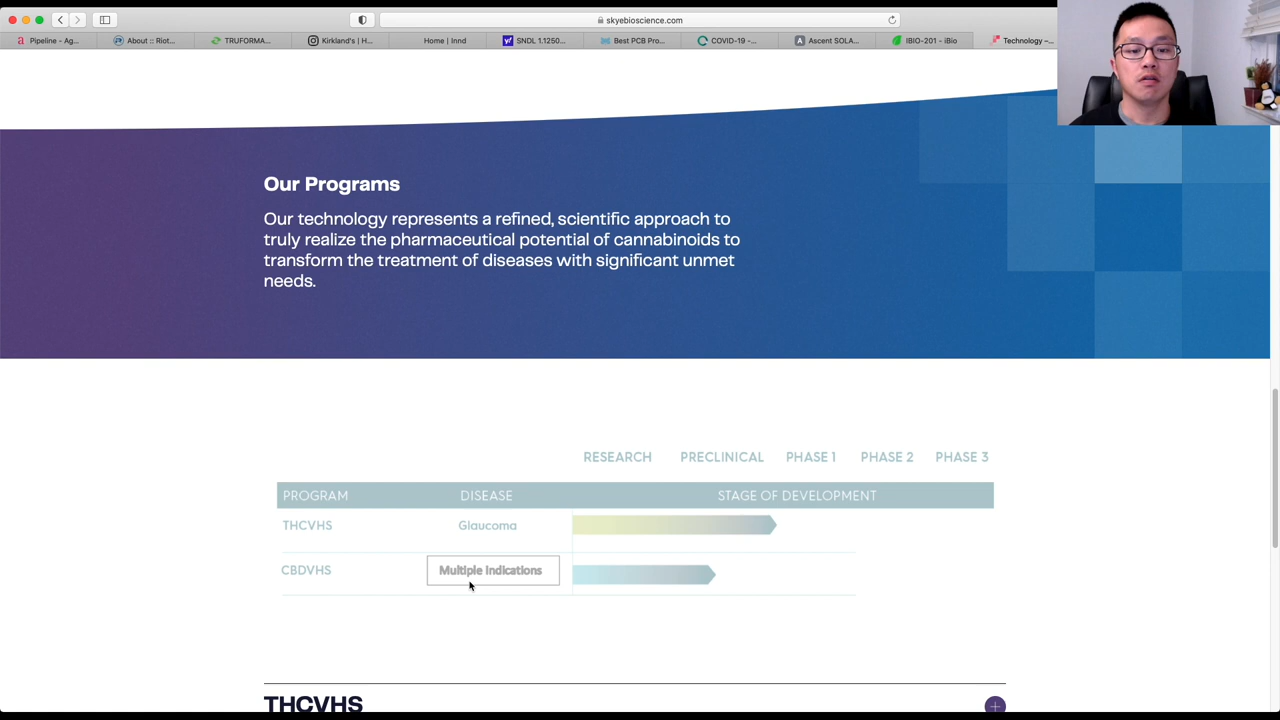 skyebioscience.com
Pipeline - Ag...
About :: Riot...
TRUFORMA...
Kirkland's | H...
Home | Innd
SNDL 1.1250...
Best PCB Pro...
COVID-19 -...
Ascent SOLA...
IBIO-201 - iBio
Technology –...
Our Programs
Our technology represents a refined, scientific approach to
truly realize the pharmaceutical potential of cannabinoids to
transform the treatment of diseases with significant unmet
needs.
RESEARCH PRECLINICAL PHASE 1 PHASE 2 PHASE 3
PROGRAM DISEASE STAGE OF DEVELOPMENT
THCVHS Glaucoma
CBDVHS Multiple Indications
THCVHS